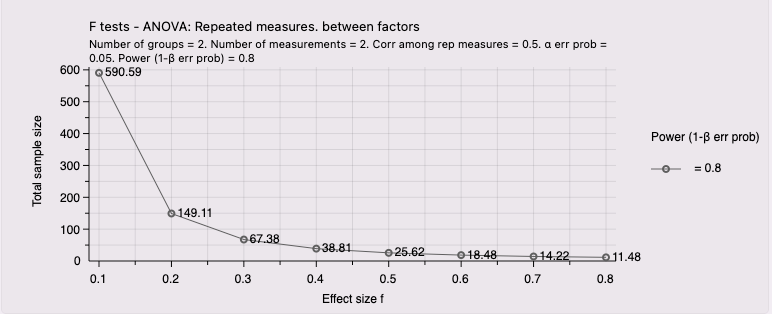 F tests - ANOVA: Repeated measures. between factors
Number of groups = 2. Number of measurements = 2. Corr among rep measures = 0.5. α err prob =
0.05. Power (1-β err prob) = 0.8
600
500
400
300
200
100
0
Total sample size
590.59
149.11
67.38
38.81
25.62
18.48
14.22
11.48
0.1 0.2 0.3 0.4 0.5 0.6 0.7 0.8
Effect size f
Power (1-β err prob)
= 0.8